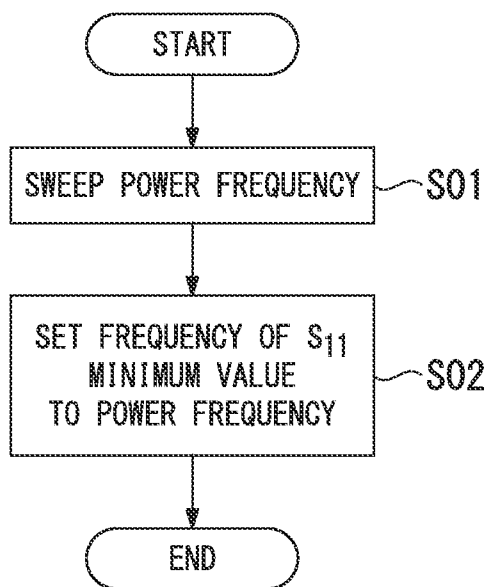 START
SWEEP POWER FREQUENCY
S01
SET FREQUENCY OF S11
MINIMUM VALUE
TO POWER FREQUENCY
S02
END